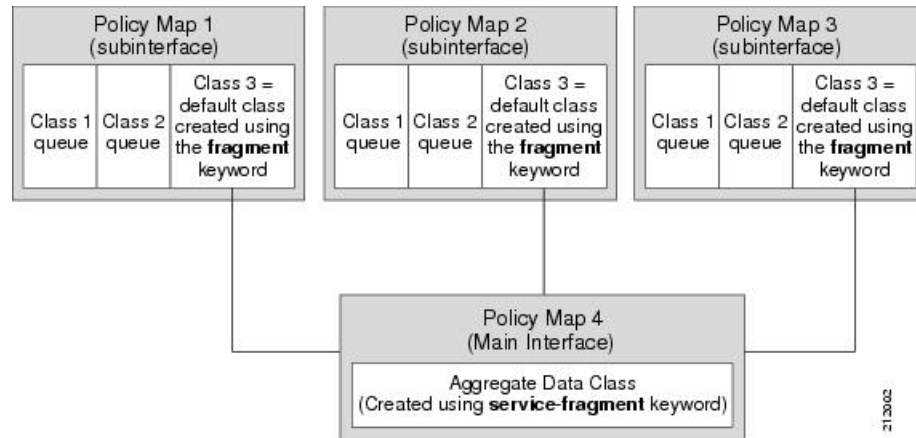 Policy Map 1
(subinterface)
Class 1
queue
Class 2
queue
Class 3 =
default class
created using
the fragment
keyword
Policy Map 2
(subinterface)
Class 1
queue
Class 2
queue
Class 3 =
default class
created using
the fragment
keyword
Policy Map 3
(subinterface)
Class 1
queue
Class 2
queue
Class 3 =
default class
created using
the fragment
keyword
Policy Map 4
(Main Interface)
Aggregate Data Class
(Created using service-fragment keyword)
212002